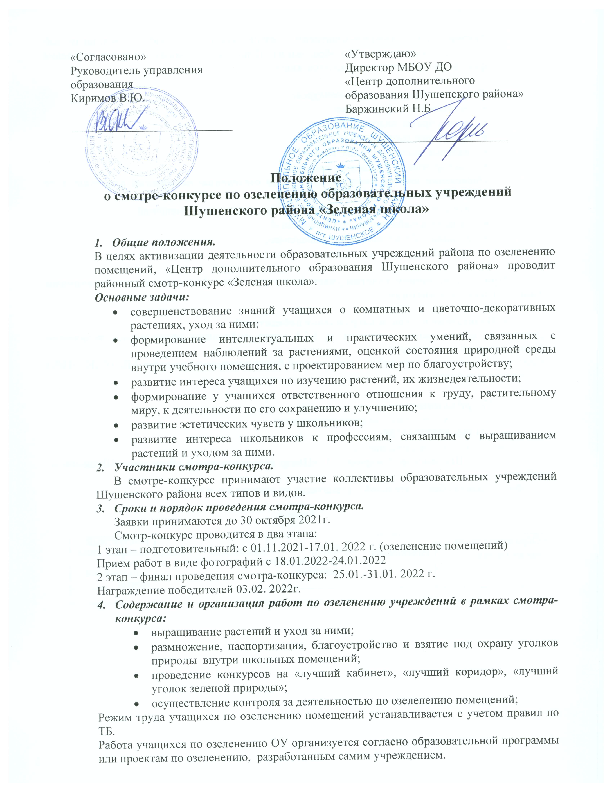 «Согласовано»
Руководитель управления
образования
Киримов В.Ю.
«Утверждаю»
Директор МБОУ ДО
«Центр дополнительного
образования Шушенского района»
Баржинский Н.Б.
Положение
о смотре-конкурсе по озеленению образовательных учреждений
Шушенского района «Зеленая школа»
1. Общие положения.
В целях активизации деятельности образовательных учреждений района по озеленению
помещений, «Центр дополнительного образования Шушенского района» проводит
районный смотр-конкурс «Зеленая школа».
Основные задачи:
• совершенствование знаний учащихся о комнатных и цветочно-декоративных
растениях, уход за ними;
• формирование интеллектуальных и практических умений, связанных с
проведением наблюдений за растениями, оценкой состояния природной среды
внутри учебного помещения, с проектированием мер по благоустройству;
• развитие интереса учащихся по изучению растений, их жизнедеятельности;
• формирование у учащихся ответственного отношения к труду, растительному
миру, к деятельности по его сохранению и улучшению;
• развитие эстетических чувств у школьников;
• развитие интереса школьников к профессиям, связанным с выращиванием
растений и уходом за ними.
2. Участники смотра-конкурса.
В смотре-конкурсе принимают участие коллективы образовательных учреждений
Шушенского района всех типов и видов.
3. Сроки и порядок проведения смотра-конкурса.
Заявки принимаются до 30 октября 2021г.
Смотр-конкурс проводится в два этапа:
1 этап – подготовительный: с 01.11.2021-17.01. 2022 г. (озеленение помещений)
Прием работ в виде фотографий с 18.01.2022-24.01.2022
2 этап – финал проведения смотра-конкурса: 25.01.-31.01. 2022 г.
Награждение победителей 03.02. 2022г.
4. Содержание и организация работ по озеленению учреждений в рамках смотра-
конкурса:
• выращивание растений и уход за ними;
• размножение, паспортизация, благоустройство и взятие под охрану уголков
природы внутри школьных помещений;
• проведение конкурсов на «лучший кабинет», «лучший коридор», «лучший
уголок зеленой природы»;
• осуществление контроля за деятельностью по озеленению помещений;
Режим труда учащихся по озеленению помещений устанавливается с учетом правил по
ТБ.
Работа учащихся по озеленению ОУ организуется согласно образовательной программы
или проектам по озеленению, разработанным самим учреждением.